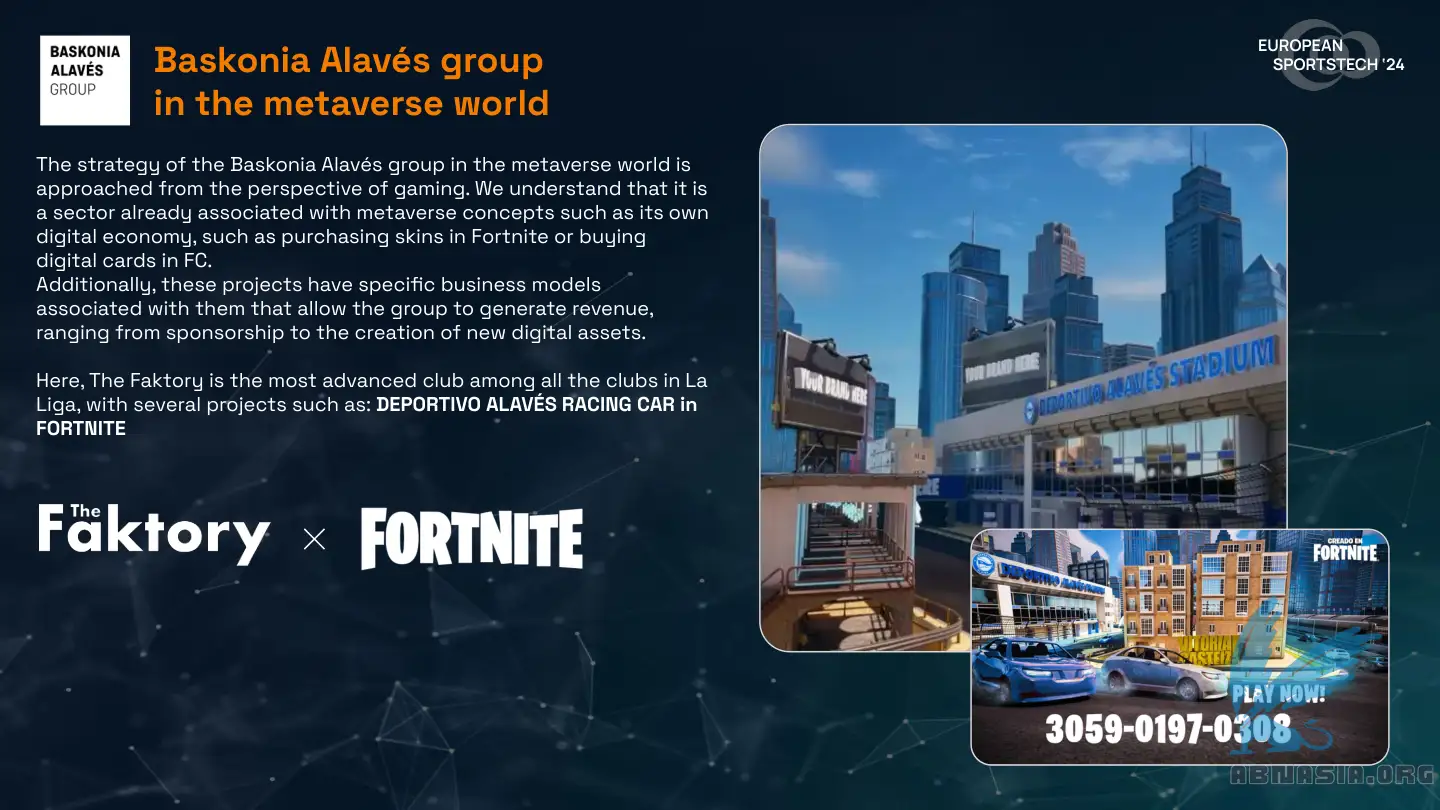 BASKONIA
ALAVÉS
GROUP
Baskonia Alavés group
in the metaverse world
EUROPEAN
SPORTSTECH '24
The strategy of the Baskonia Alavés group in the metaverse world is
approached from the perspective of gaming. We understand that it is
a sector already associated with metaverse concepts such as its own
digital economy, such as purchasing skins in Fortnite or buying
digital cards in FC.
Additionally, these projects have specific business models
associated with them that allow the group to generate revenue,
ranging from sponsorship to the creation of new digital assets.
Here, The Faktory is the most advanced club among all the clubs in La
Liga, with several projects such as: DEPORTIVO ALAVÉS RACING CAR in
FORTNITE
The Faktory × FORTNITE
YOUR BRAND HERE
YOUR BRAND HERE
DEPORTIVO ALAVÉS STADIUM
CREADO EN
FORTNITE
DEPORTIVO ALAVÉS
VITORIA
GASTEIZ
PLAY NOW!
3059-0197-0308
ABNASIA.ORG